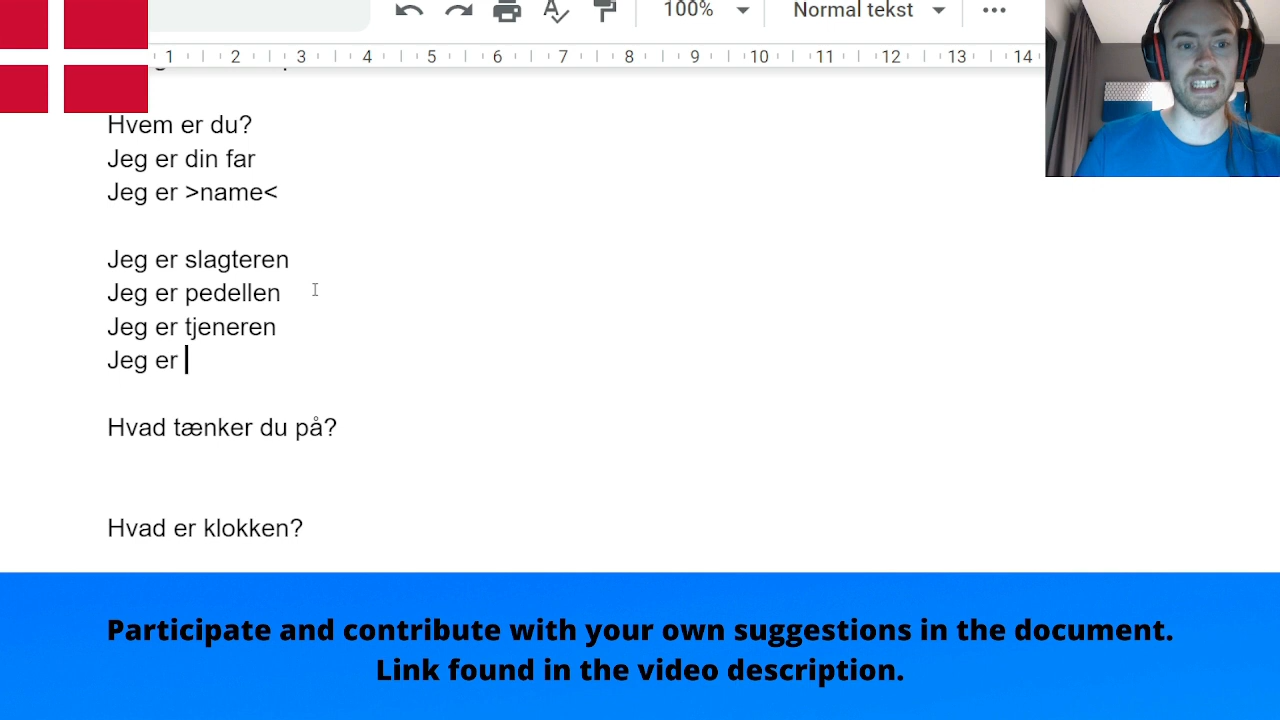 100% Normal tekst
1 2 3 4 5 6 7 8 9 10 11 12 13 14
Hvem er du?
Jeg er din far
Jeg er >name<
Jeg er slagteren
Jeg er pedellen
Jeg er tjeneren
Jeg er
Hvad tænker du på?
Hvad er klokken?
Participate and contribute with your own suggestions in the document.
Link found in the video description.